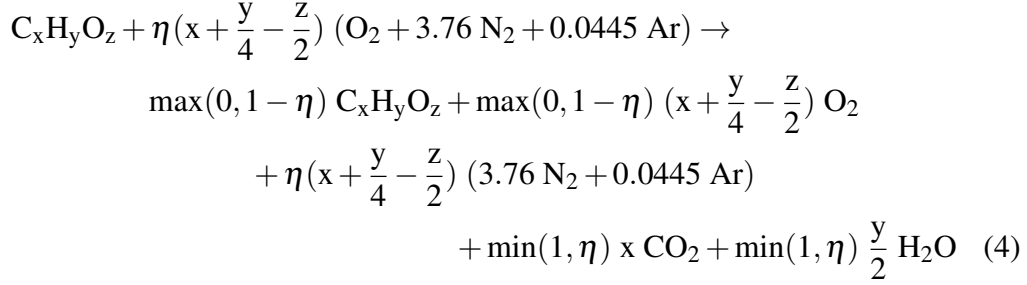 C_xH_yO_z + η(x + y/4 − z/2) (O_2 + 3.76 N_2 + 0.0445 Ar) →
max(0, 1 − η) C_xH_yO_z + max(0, 1 − η) (x + y/4 − z/2) O_2
+ η(x + y/4 − z/2) (3.76 N_2 + 0.0445 Ar)
+ min(1, η) x CO_2 + min(1, η) y/2 H_2O (4)